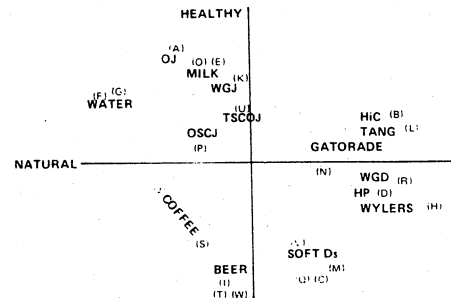 HEALTHY
(A)
OJ
(O) (E)
MILK
(K)
WGJ
(F) (G)
WATER
(U)
TSCOJ
HiC (B)
TANG (L)
OSCJ
GATORADE
(P)
NATURAL
(N)
WGD (R)
HP (D)
WYLERS (H)
COFFEE
(S)
SOFT Ds
BEER
(M)
(I)
(Q) (C)
(T) (W)